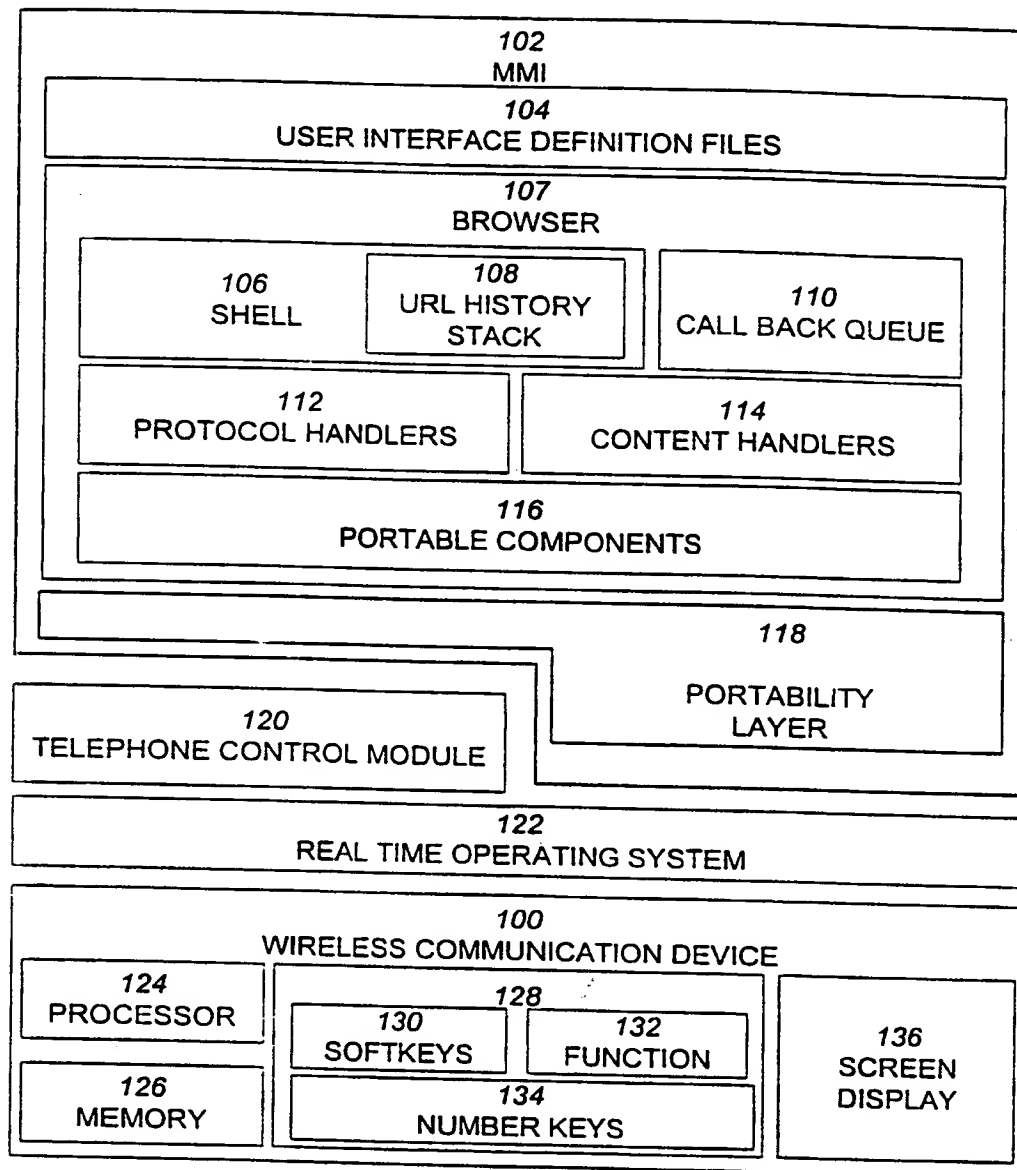 102
MMI
104
USER INTERFACE DEFINITION FILES
107
BROWSER
106
SHELL
108
URL HISTORY
STACK
110
CALL BACK QUEUE
112
PROTOCOL HANDLERS
114
CONTENT HANDLERS
116
PORTABLE COMPONENTS
118
PORTABILITY
LAYER
120
TELEPHONE CONTROL MODULE
122
REAL TIME OPERATING SYSTEM
100
WIRELESS COMMUNICATION DEVICE
124
PROCESSOR
126
MEMORY
128
130
SOFTKEYS
132
FUNCTION
134
NUMBER KEYS
136
SCREEN
DISPLAY